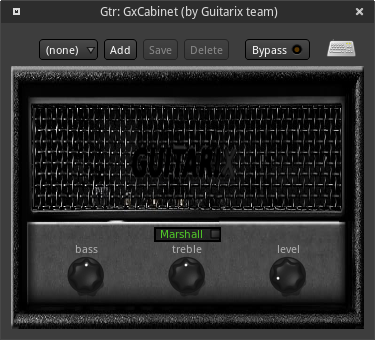 Gtr: GxCabinet (by Guitarix team)
(none) Add Save Delete Bypass
GUITARIX
Marshall
bass treble level